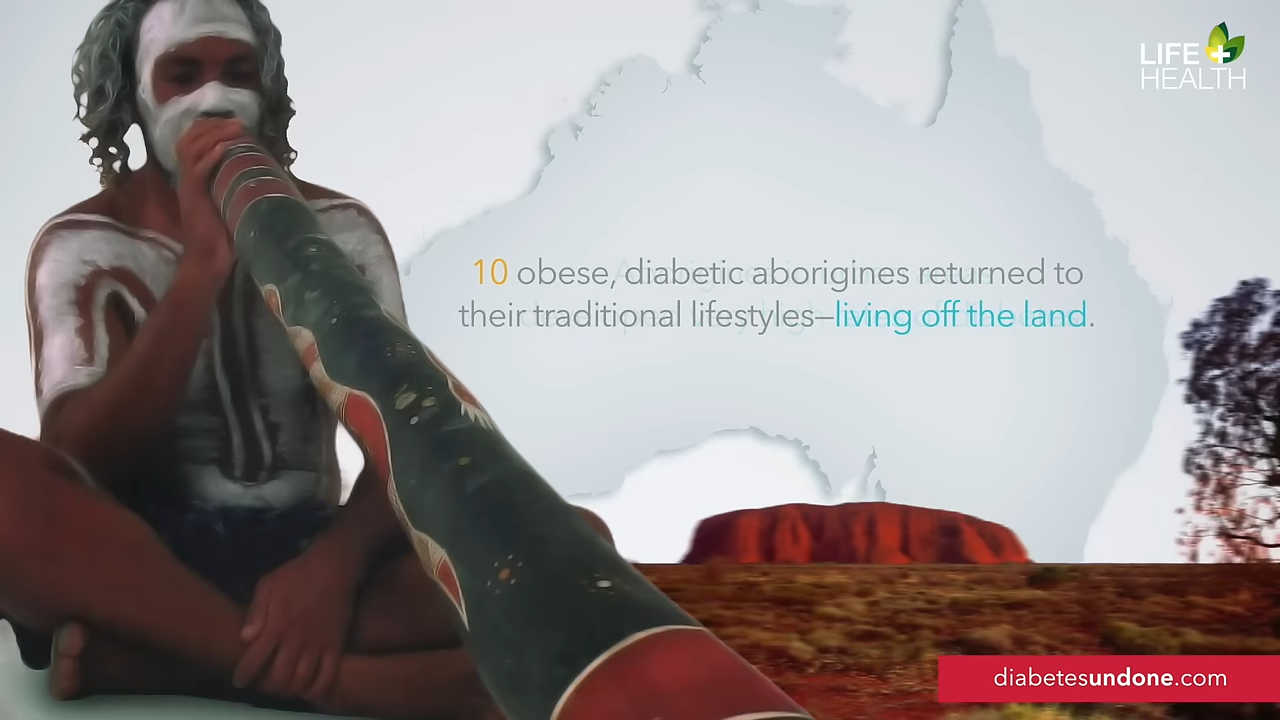 LIFE +
HEALTH
10 obese, diabetic aborigines returned to
their traditional lifestyles—living off the land.
diabetesundone.com